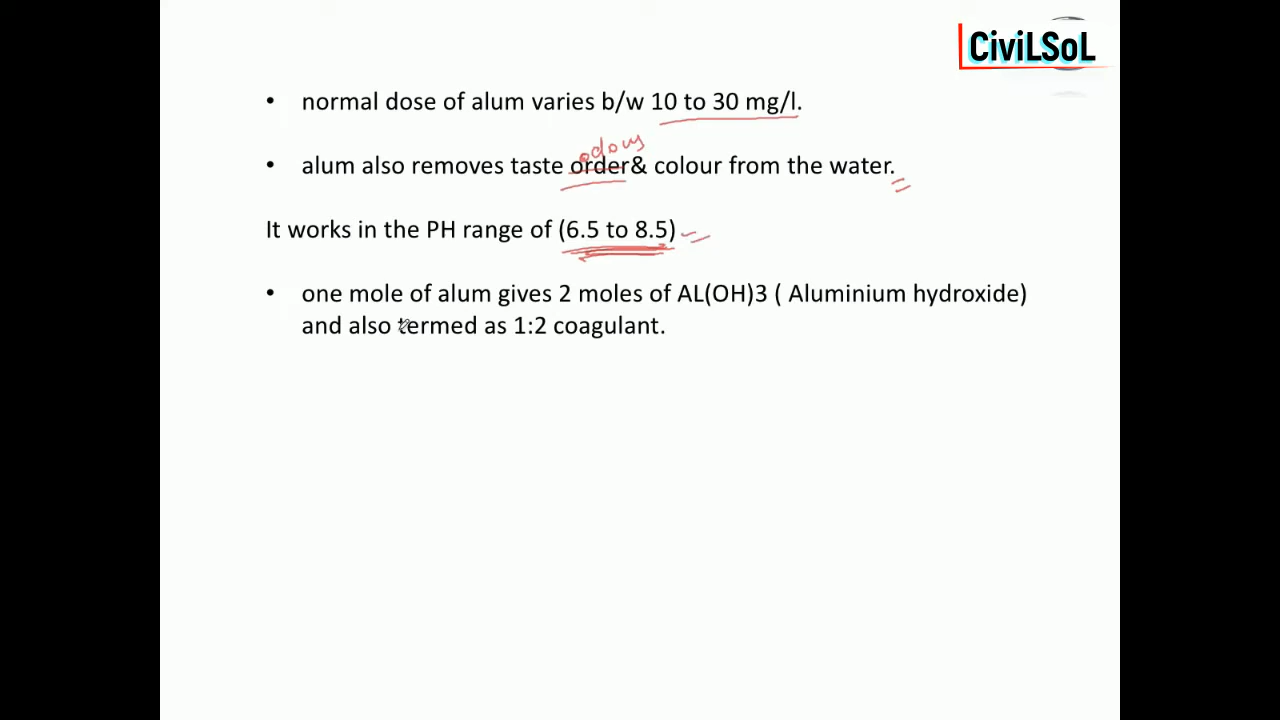 CiviLSoL
• normal dose of alum varies b/w 10 to 30 mg/l.
odous
• alum also removes taste order& colour from the water.
It works in the PH range of (6.5 to 8.5)
• one mole of alum gives 2 moles of AL(OH)3 ( Aluminium hydroxide)
and also termed as 1:2 coagulant.